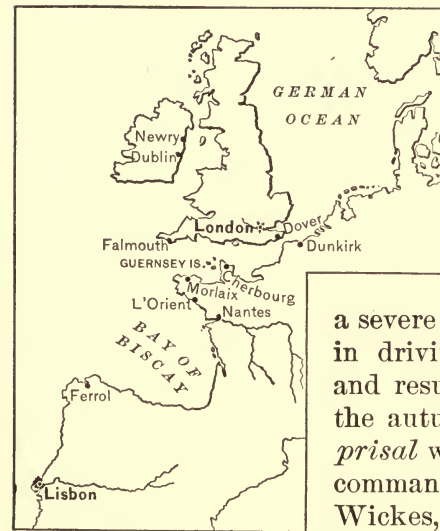 GERMAN
OCEAN
Newry
Dublin
London
Dover
Falmouth
Dunkirk
GUERNSEY IS.
Cherbourg
Morlaix
L'Orient
Nantes
BAY OF
BISCAY
Ferrol
Lisbon
a severe
in drivi
and resu
the autu
prisal w
comman
Wickes,